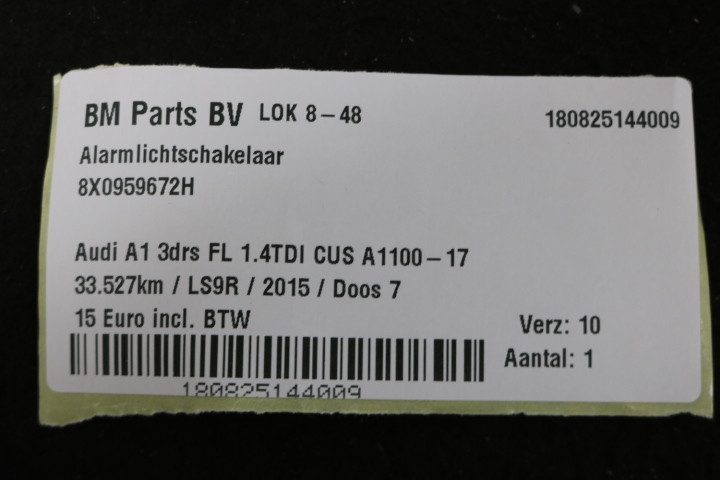 BM Parts BV LOK 8-48 180825144009
Alarmlichtschakelaar
8X0959672H
Audi A1 3drs FL 1.4TDI CUS A1100-17
33.527km / LS9R / 2015 / Doos 7
15 Euro incl. BTW
Verz: 10
Aantal: 1
180825144009